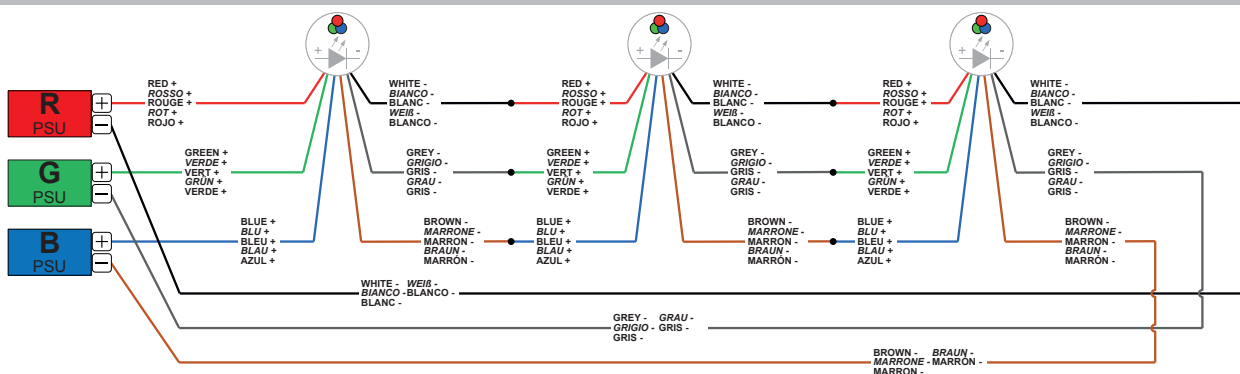 RED +
ROSSO +
ROUGE +
ROT +
ROJO +
WHITE -
BIANCO -
BLANC -
WEIß -
BLANCO -
RED +
ROSSO +
ROUGE +
ROT +
ROJO +
WHITE -
BIANCO -
BLANC -
WEIß -
BLANCO -
RED +
ROSSO +
ROUGE +
ROT +
ROJO +
WHITE -
BIANCO -
BLANC -
WEIß -
BLANCO -
R
PSU
+
−
GREEN +
VERDE +
VERT +
GRÜN +
VERDE +
GREY -
GRIGIO -
GRIS -
GRAU -
GRIS -
GREEN +
VERDE +
VERT +
GRÜN +
VERDE +
GREY -
GRIGIO -
GRIS -
GRAU -
GRIS -
GREEN +
VERDE +
VERT +
GRÜN +
VERDE +
GREY -
GRIGIO -
GRIS -
GRAU -
GRIS -
G
PSU
+
−
BLUE +
BLU +
BLEU +
BLAU +
AZUL +
BROWN -
MARRONE -
MARRON -
BRAUN -
MARRÓN -
BLUE +
BLU +
BLEU +
BLAU +
AZUL +
BROWN -
MARRONE -
MARRON -
BRAUN -
MARRÓN -
BLUE +
BLU +
BLEU +
BLAU +
AZUL +
BROWN -
MARRONE -
MARRON -
BRAUN -
MARRÓN -
B
PSU
+
−
+ -
+ -
+ -
WHITE - WEIß -
BIANCO - BLANCO -
BLANC -
GREY - GRAU -
GRIGIO - GRIS -
GRIS -
BROWN - BRAUN -
MARRONE - MARRÓN -
MARRON -